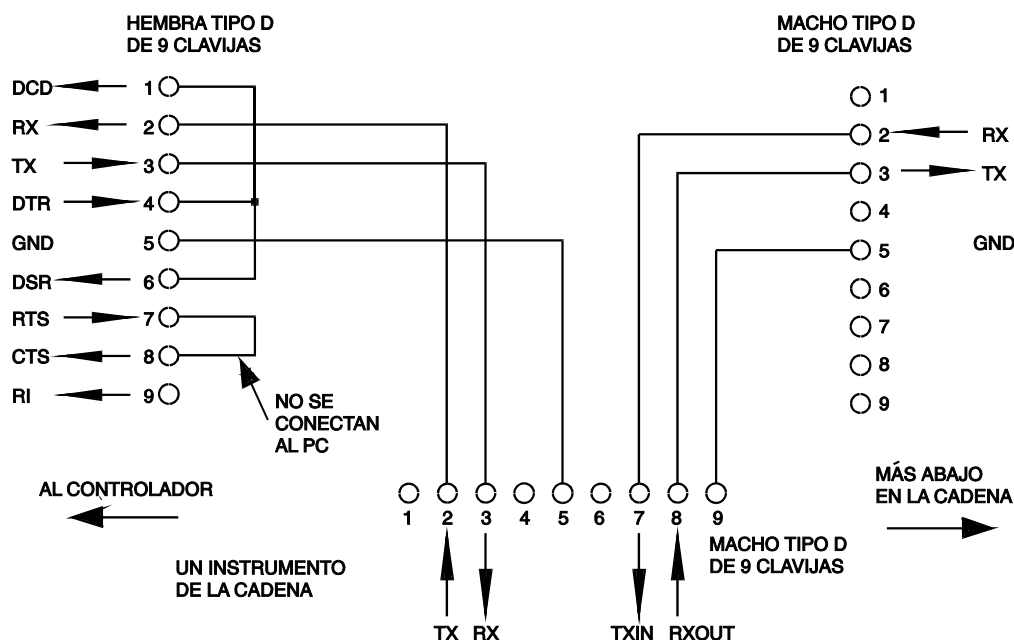 HEMBRA TIPO D
DE 9 CLAVIJAS
MACHO TIPO D
DE 9 CLAVIJAS
DCD 1
RX 2
TX 3
DTR 4
GND 5
DSR 6
RTS 7
CTS 8
RI 9
1
2 RX
3 TX
4
5 GND
6
7
8
9
NO SE
CONECTAN
AL PC
AL CONTROLADOR
MÁS ABAJO
EN LA CADENA
1 2 3 4 5 6 7 8 9
UN INSTRUMENTO
DE LA CADENA
MACHO TIPO D
DE 9 CLAVIJAS
TX RX TXIN RXOUT